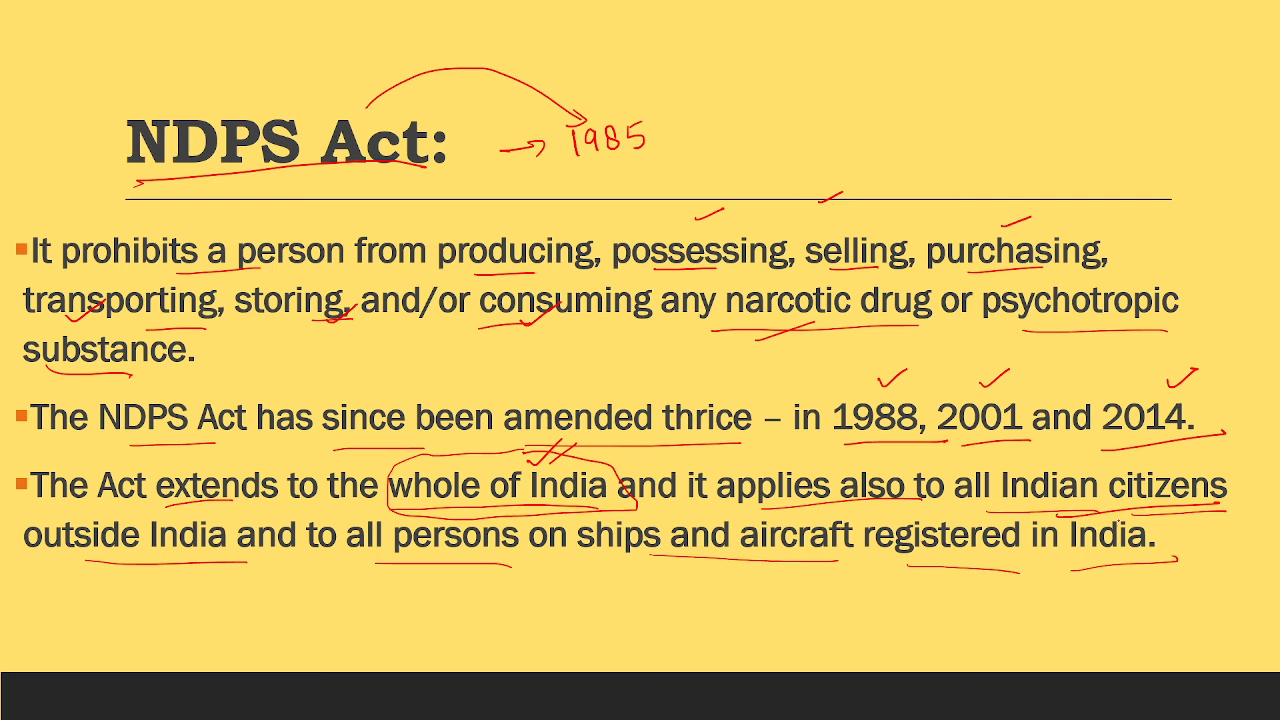 NDPS Act: → 1985
▪It prohibits a person from producing, possessing, selling, purchasing,
transporting, storing, and/or consuming any narcotic drug or psychotropic
substance.
▪The NDPS Act has since been amended thrice – in 1988, 2001 and 2014.
▪The Act extends to the whole of India and it applies also to all Indian citizens
outside India and to all persons on ships and aircraft registered in India.